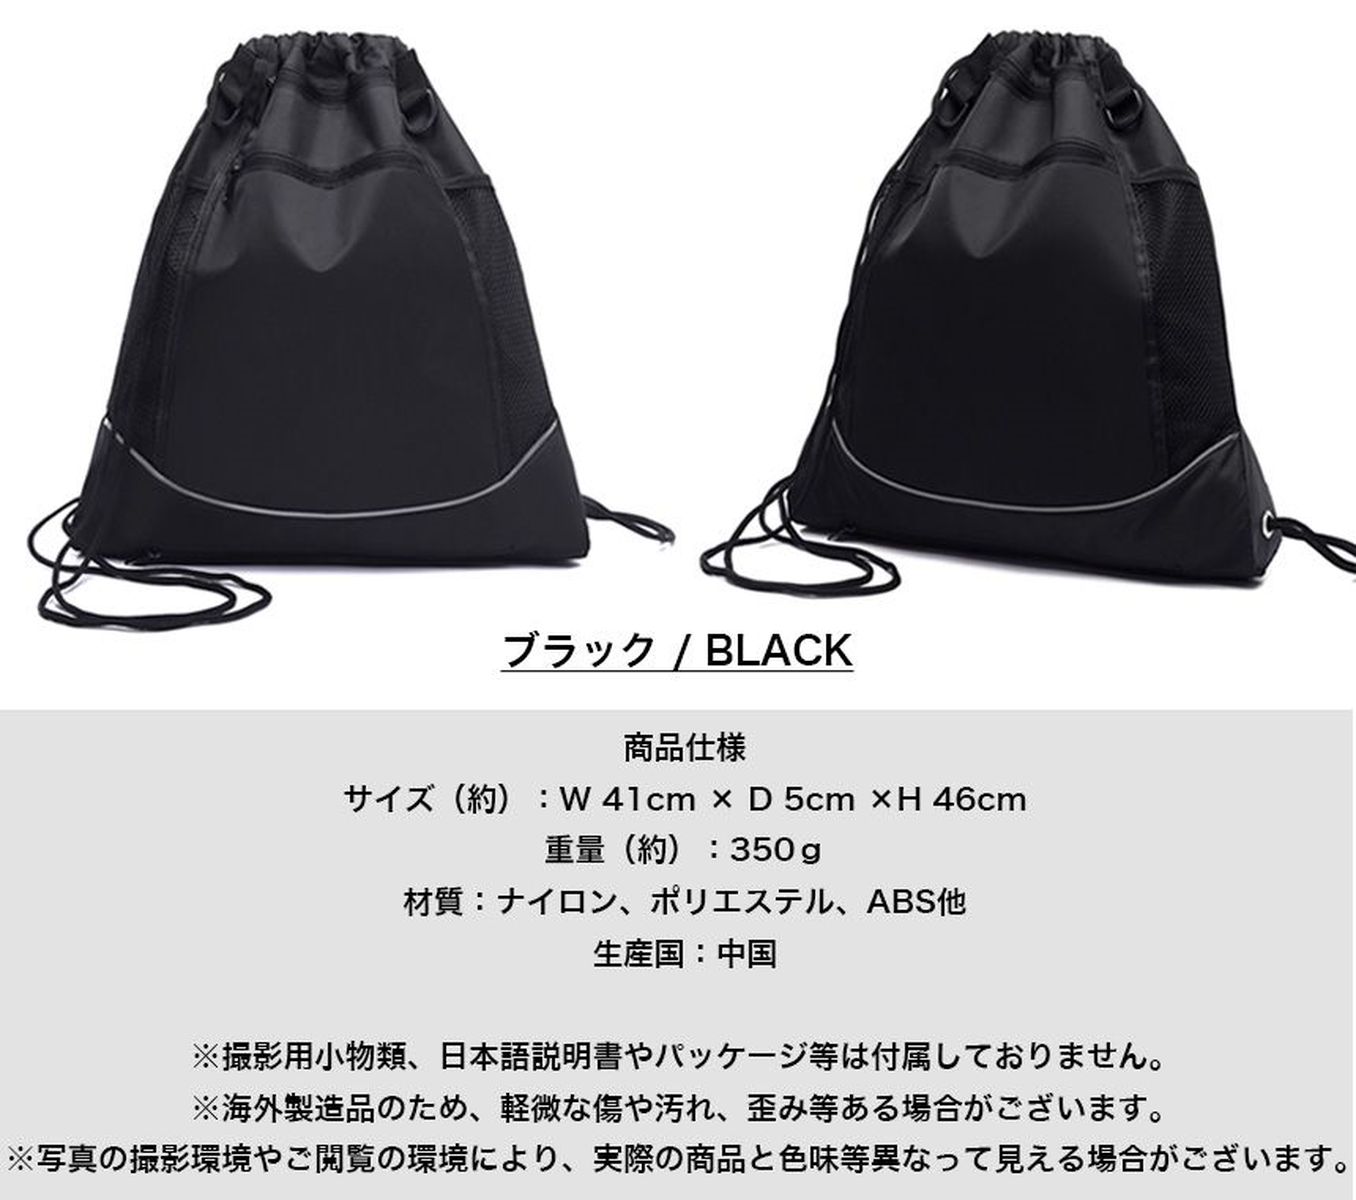 ブラック / BLACK
商品仕様
サイズ（約）：W 41cm × D 5cm ×H 46cm
重量（約）：350ｇ
材質：ナイロン、ポリエステル、ABS他
生産国：中国
※撮影用小物類、日本語説明書やパッケージ等は付属しておりません。
※海外製造品のため、軽微な傷や汚れ、歪み等ある場合がございます。
※写真の撮影環境やご閲覧の環境により、実際の商品と色味等異なって見える場合がございます。